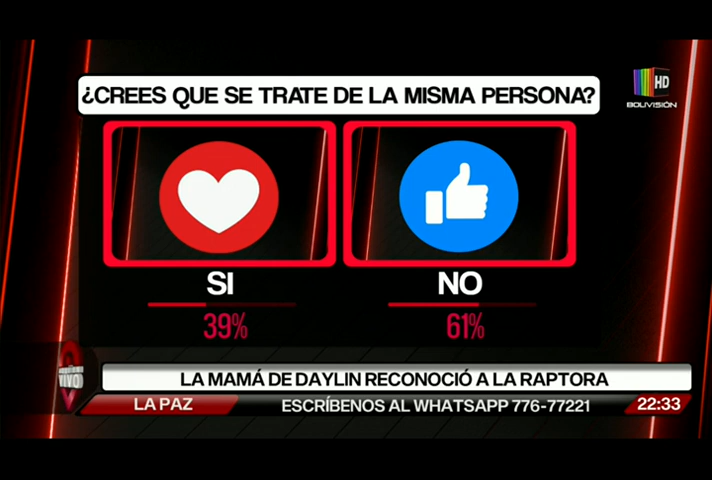 ¿CREES QUE SE TRATE DE LA MISMA PERSONA?
HD
BOLIVISIÓN
SI
NO
39%
61%
VIVO
LA MAMÁ DE DAYLIN RECONOCIÓ A LA RAPTORA
LA PAZ
ESCRÍBENOS AL WHATSAPP 776-77221
22:33